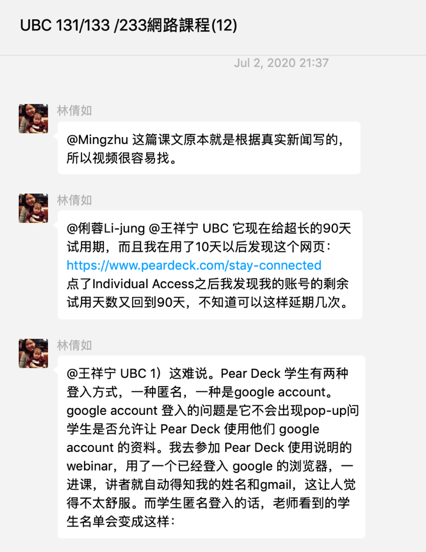 UBC 131/133 /233網路課程(12)
Jul 2, 2020 21:37
林倩如
@Mingzhu 这篇课文原本就是根据真实新闻写的，
所以视频很容易找。
林倩如
@俐蓉Li-jung @王祥宁 UBC 它现在给超长的90天
试用期，而且我在用了10天以后发现这个网页：
https://www.peardeck.com/stay-connected
点了Individual Access之后我发现我的账号的剩余
试用天数又回到90天，不知道可以这样延期几次。
林倩如
@王祥宁 UBC 1）这难说。Pear Deck 学生有两种
登入方式，一种匿名，一种是google account。
google account 登入的问题是它不会出现pop-up问
学生是否允许让 Pear Deck 使用他们 google
account 的资料。我去参加 Pear Deck 使用说明的
webinar，用了一个已经登入 google 的浏览器，一
进课，讲者就自动得知我的姓名和gmail，这让人觉
得不太舒服。而学生匿名登入的话，老师看到的学
生名单会变成这样：